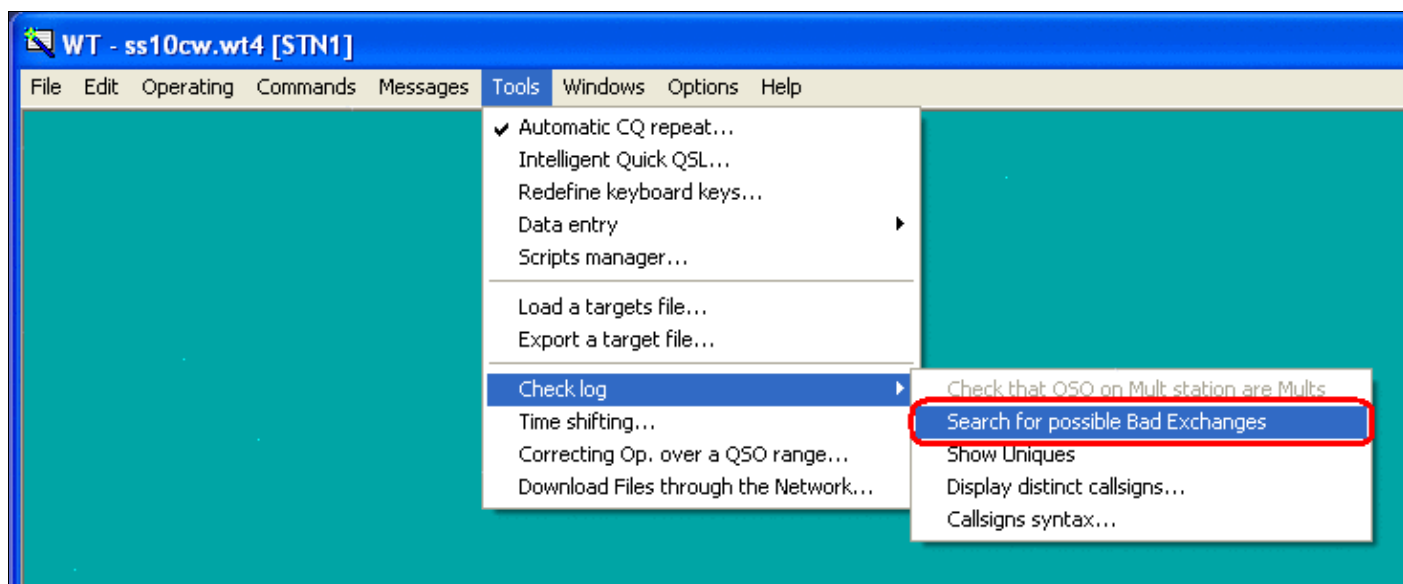 WT - ss10cw.wt4 [STN1]
File Edit Operating Commands Messages Tools Windows Options Help
Automatic CQ repeat...
Intelligent Quick QSL...
Redefine keyboard keys...
Data entry
Scripts manager...
Load a targets file...
Export a target file...
Check log
Time shifting...
Correcting Op. over a QSO range...
Download Files through the Network...
Check that QSO on Mult station are Mults
Search for possible Bad Exchanges
Show Uniques
Display distinct callsigns...
Callsigns syntax...